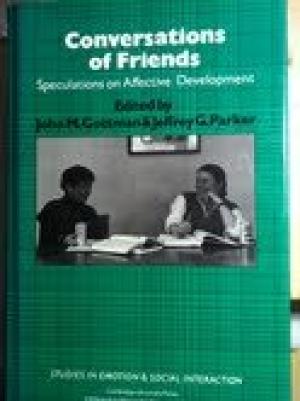 Conversations
of Friends
Speculations on Affective Development
Edited by
John M. Gottman & Jeffrey G. Parker
STUDIES IN EMOTION & SOCIAL INTERACTION